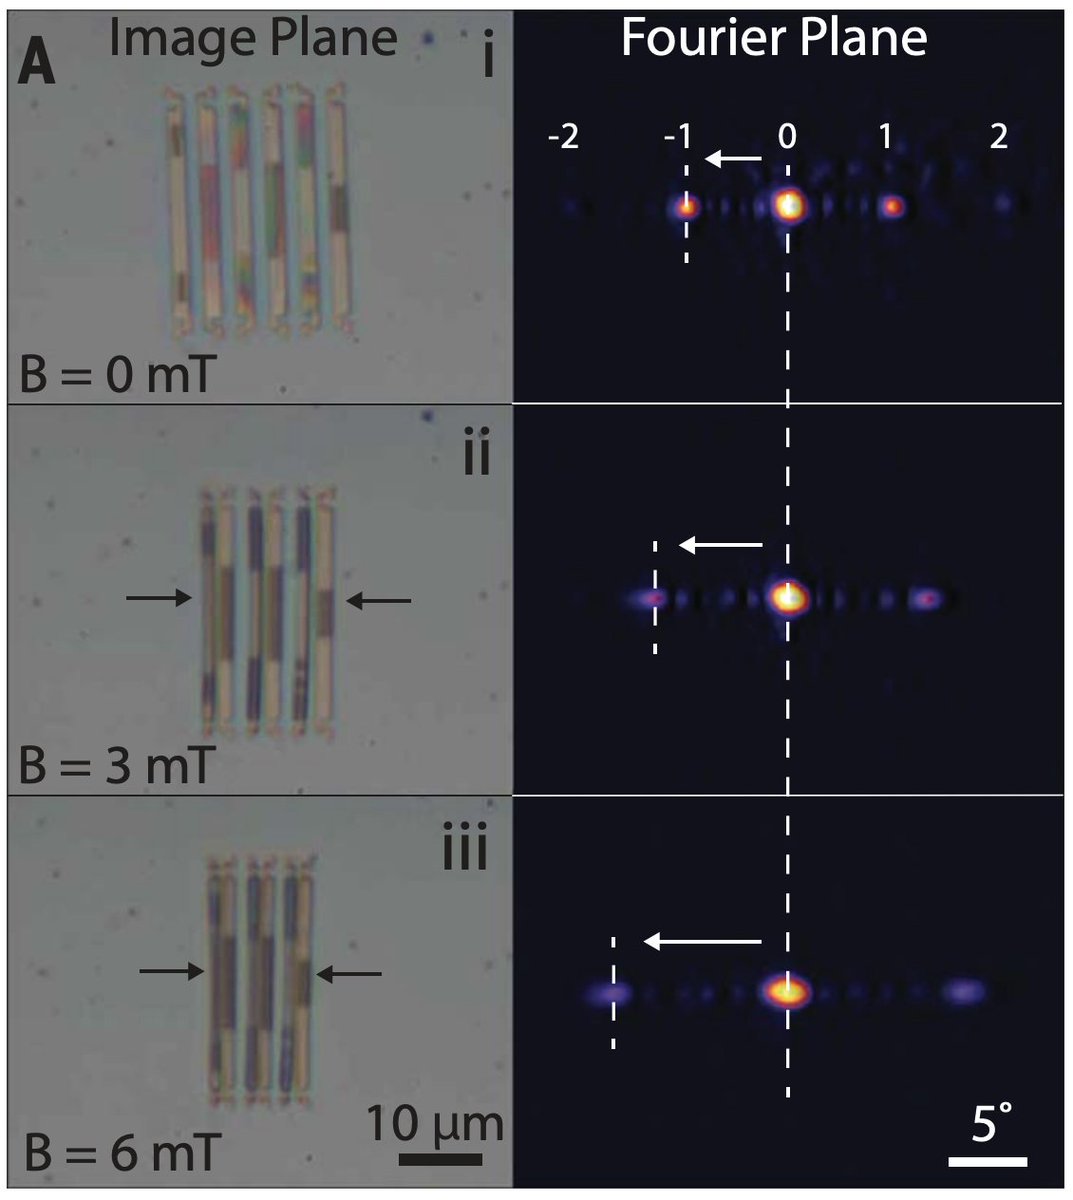 A
Image Plane
i
Fourier Plane
-2 -1 0 1 2
B = 0 mT
ii
B = 3 mT
iii
10 μm
B = 6 mT
5°